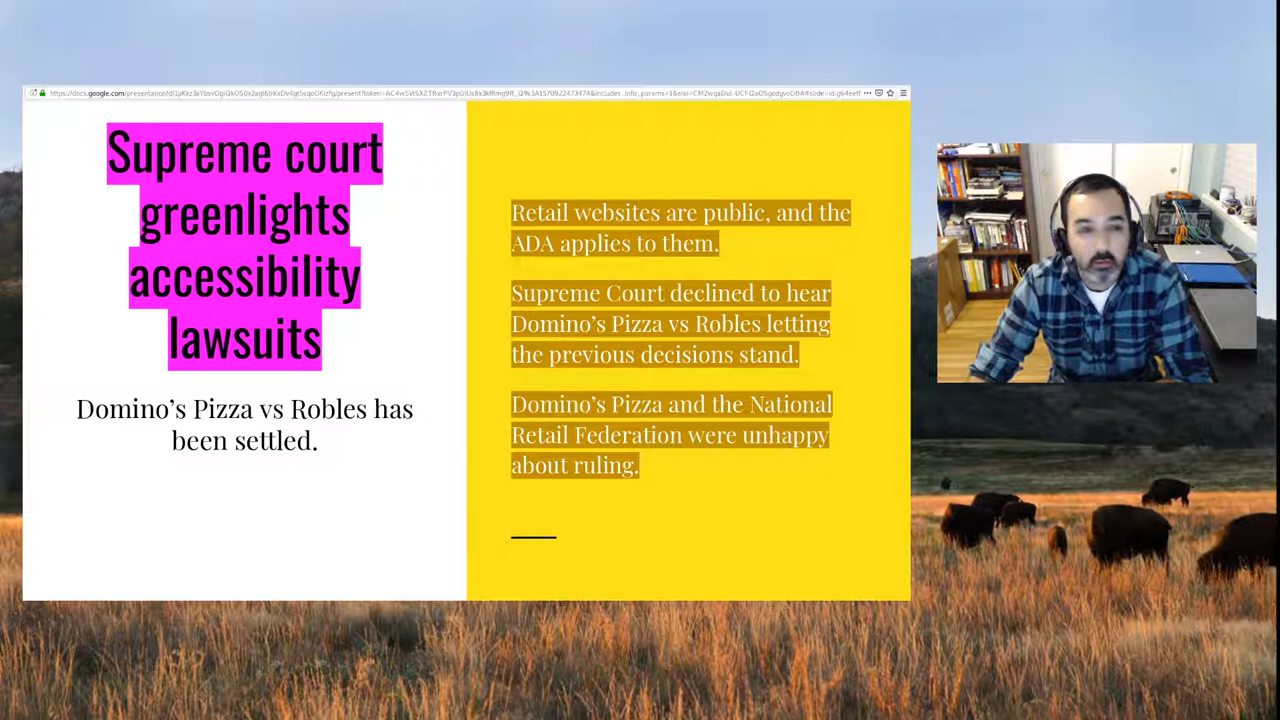 Supreme court
greenlights
accessibility
lawsuits
Domino's Pizza vs Robles has
been settled.
Retail websites are public, and the
ADA applies to them.
Supreme Court declined to hear
Domino's Pizza vs Robles letting
the previous decisions stand.
Domino's Pizza and the National
Retail Federation were unhappy
about ruling.